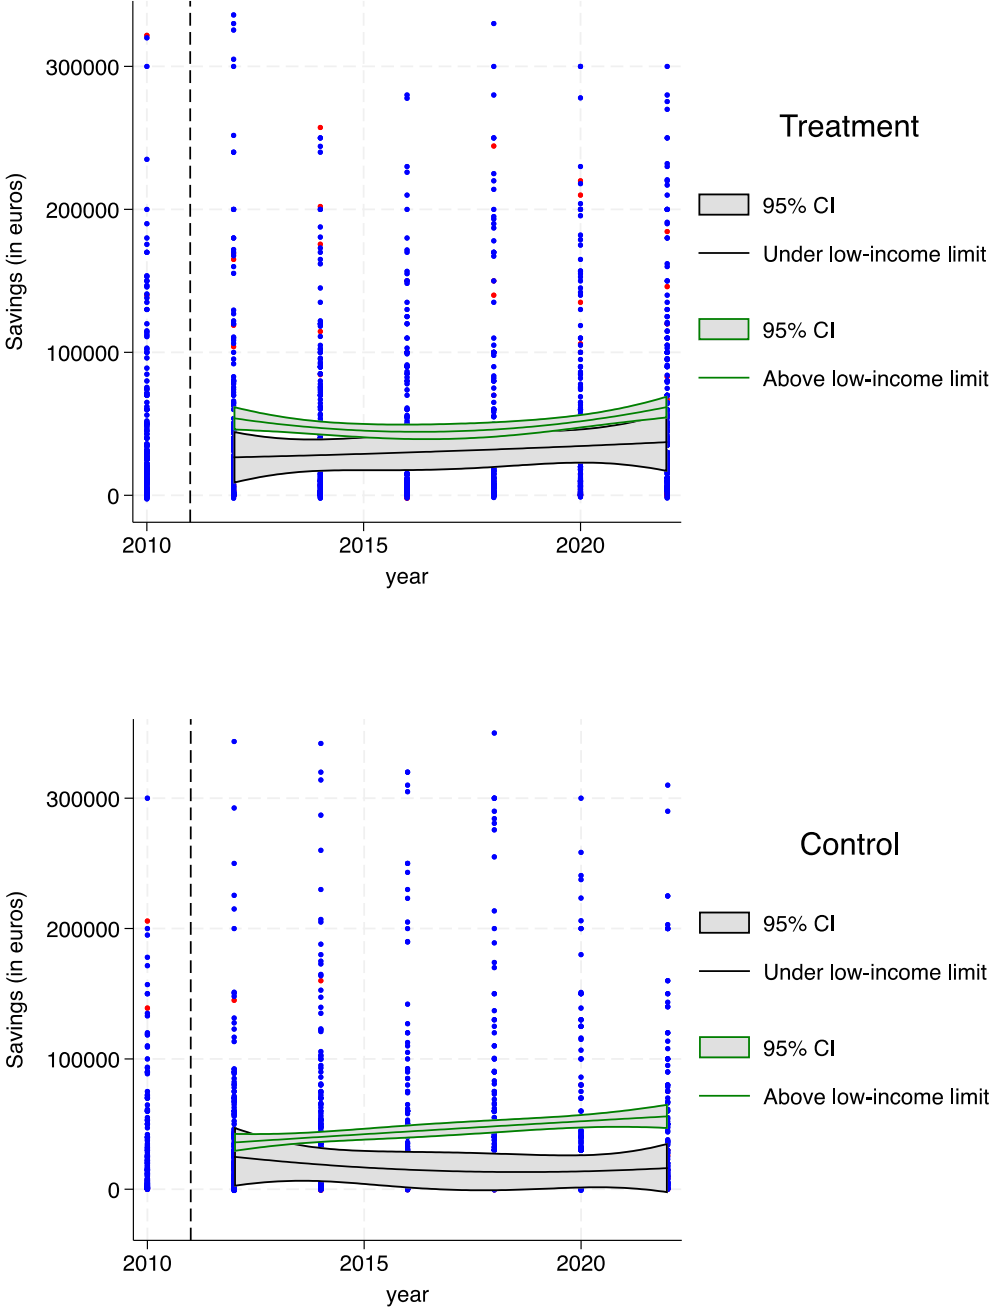 Savings (in euros)
300000
200000
100000
0
2010
2015
2020
year
Treatment
95% CI
Under low-income limit
95% CI
Above low-income limit
Savings (in euros)
300000
200000
100000
0
2010
2015
2020
year
Control
95% CI
Under low-income limit
95% CI
Above low-income limit